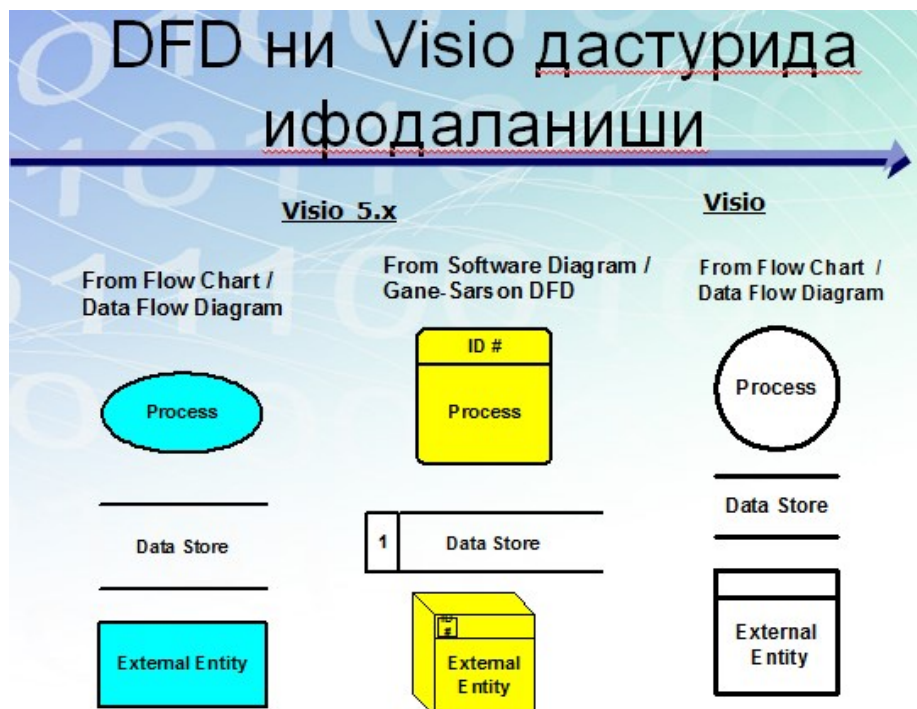 DFD ни Visio дастурида
ифодаланиши
Visio 5.x
Visio
From Flow Chart /
Data Flow Diagram
From Software Diagram /
Gane-Sarson DFD
From Flow Chart /
Data Flow Diagram
Process
ID #
Process
Process
Data Store
1 Data Store
Data Store
External Entity
#
External
Entity
External
Entity